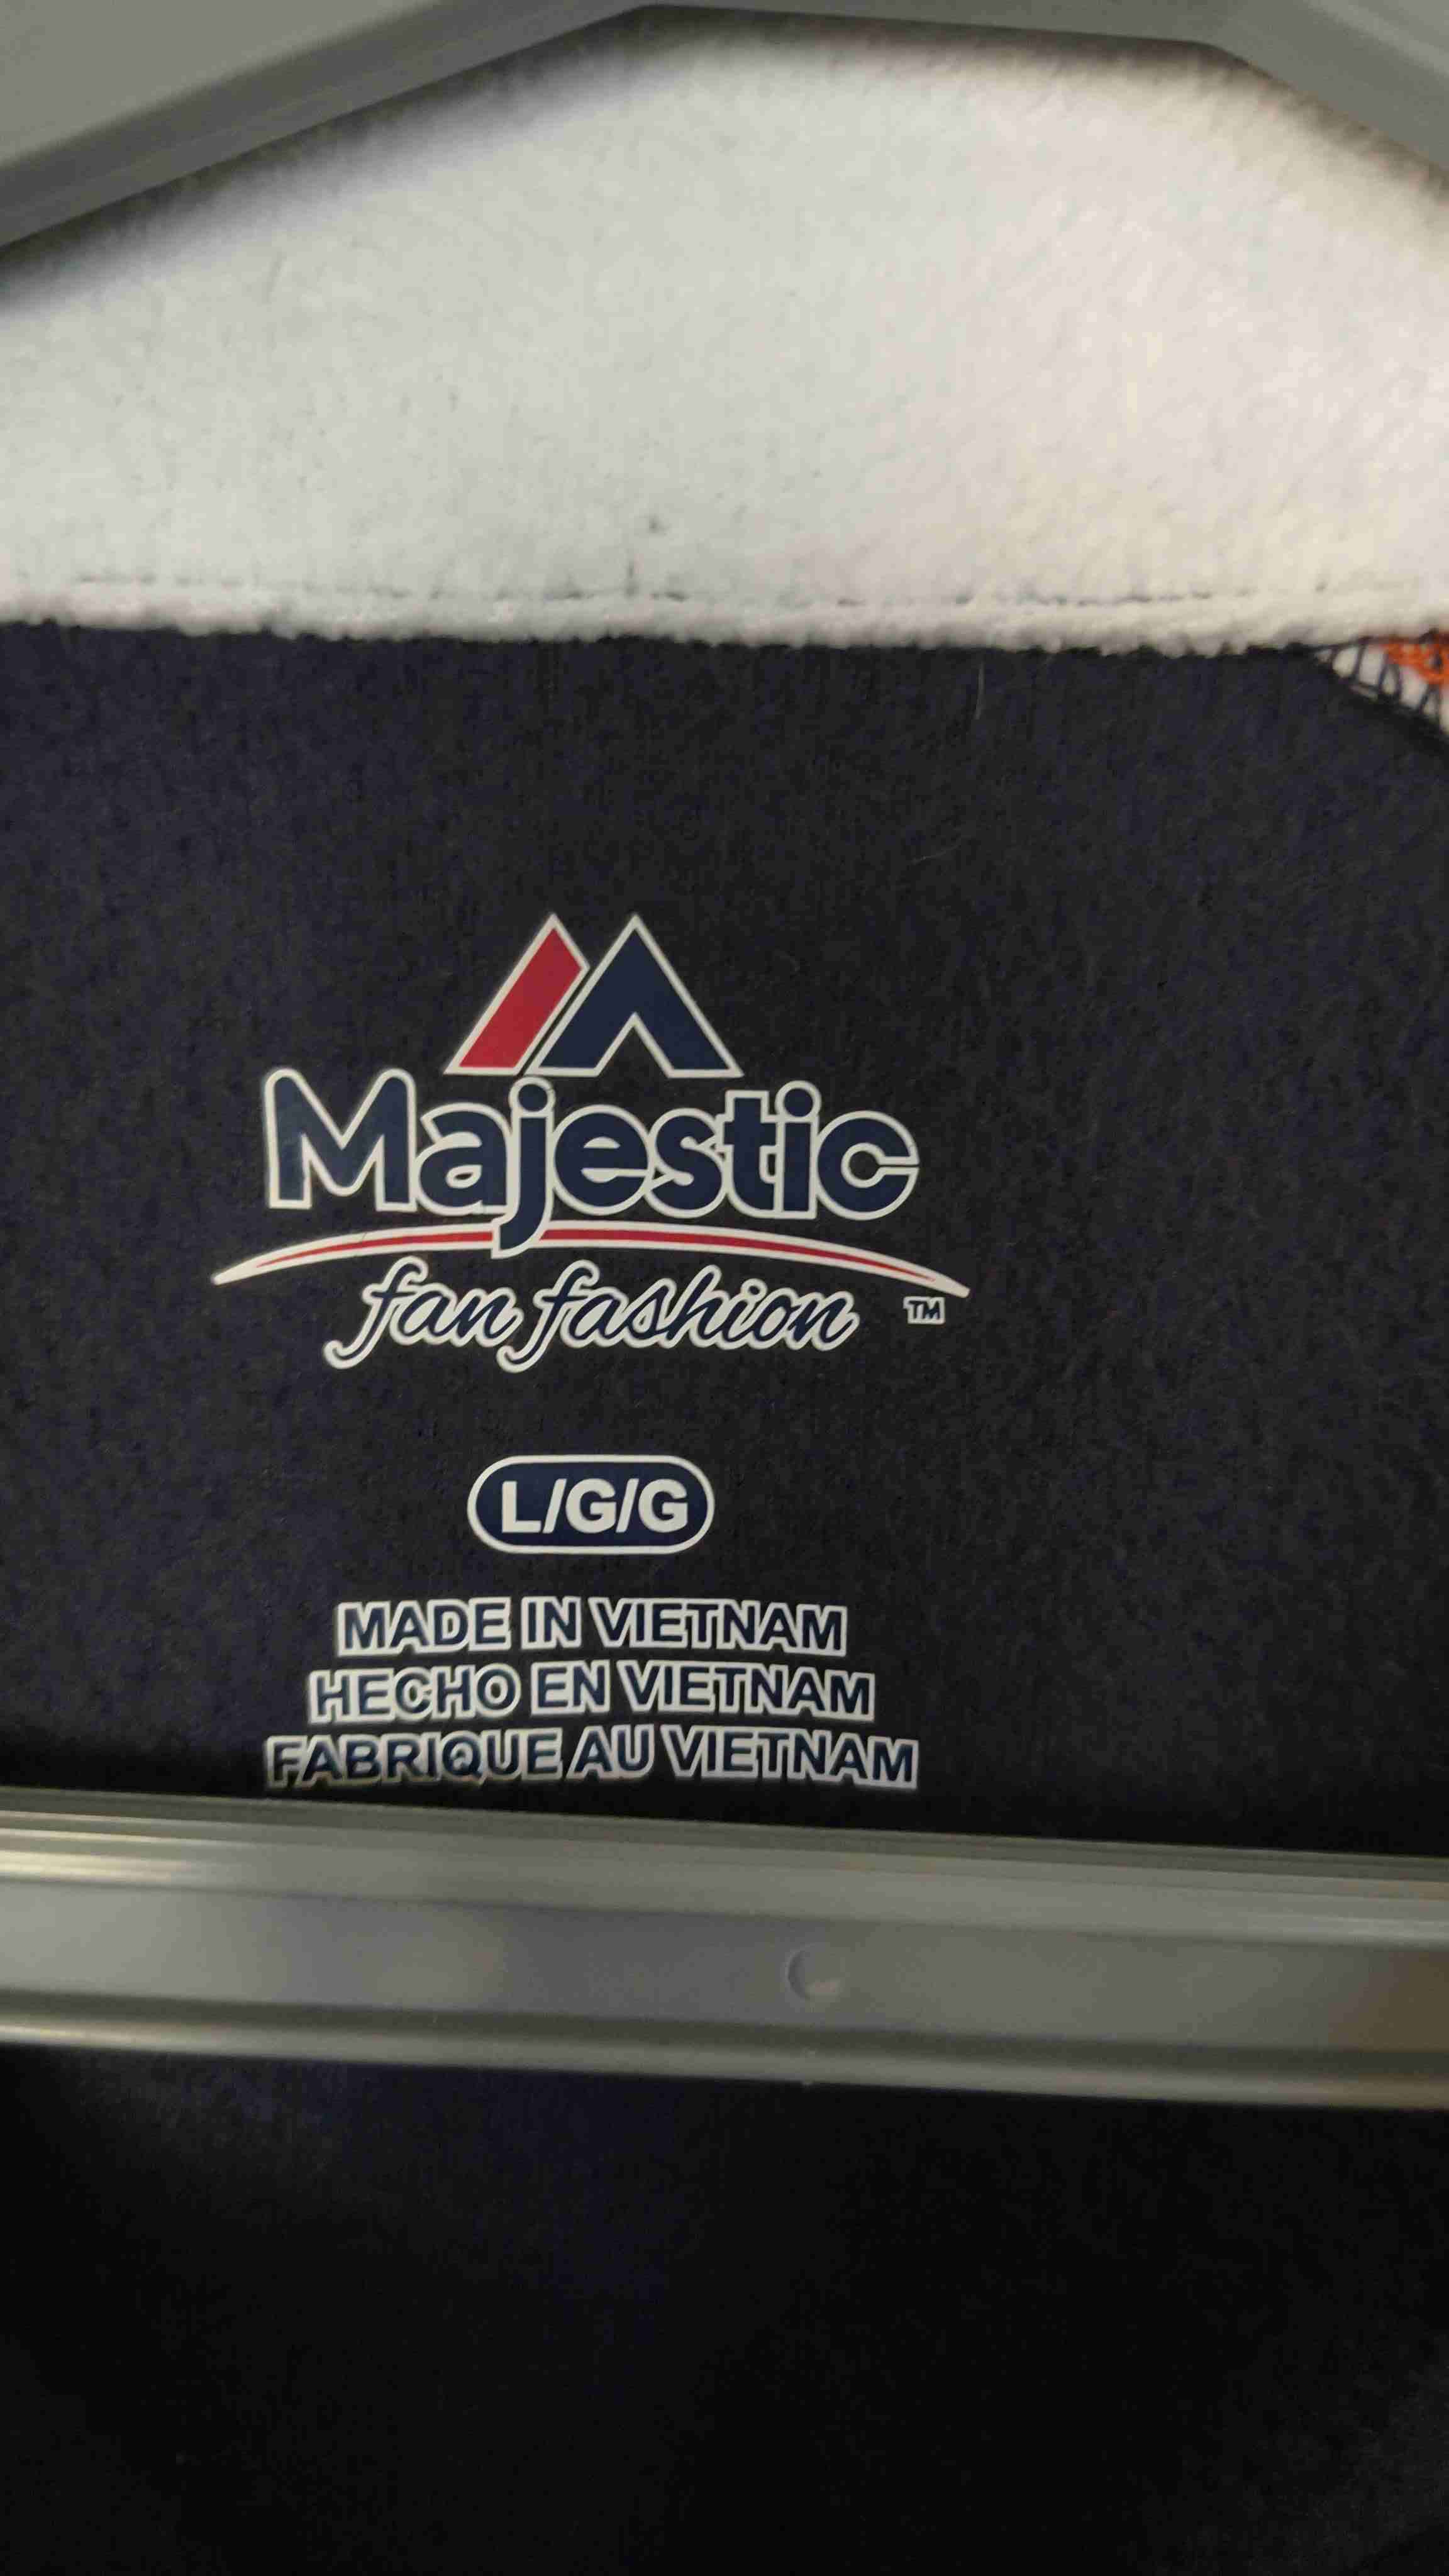 Majestic
fan fashion ™
L/G/G
MADE IN VIETNAM
HECHO EN VIETNAM
FABRIQUE AU VIETNAM